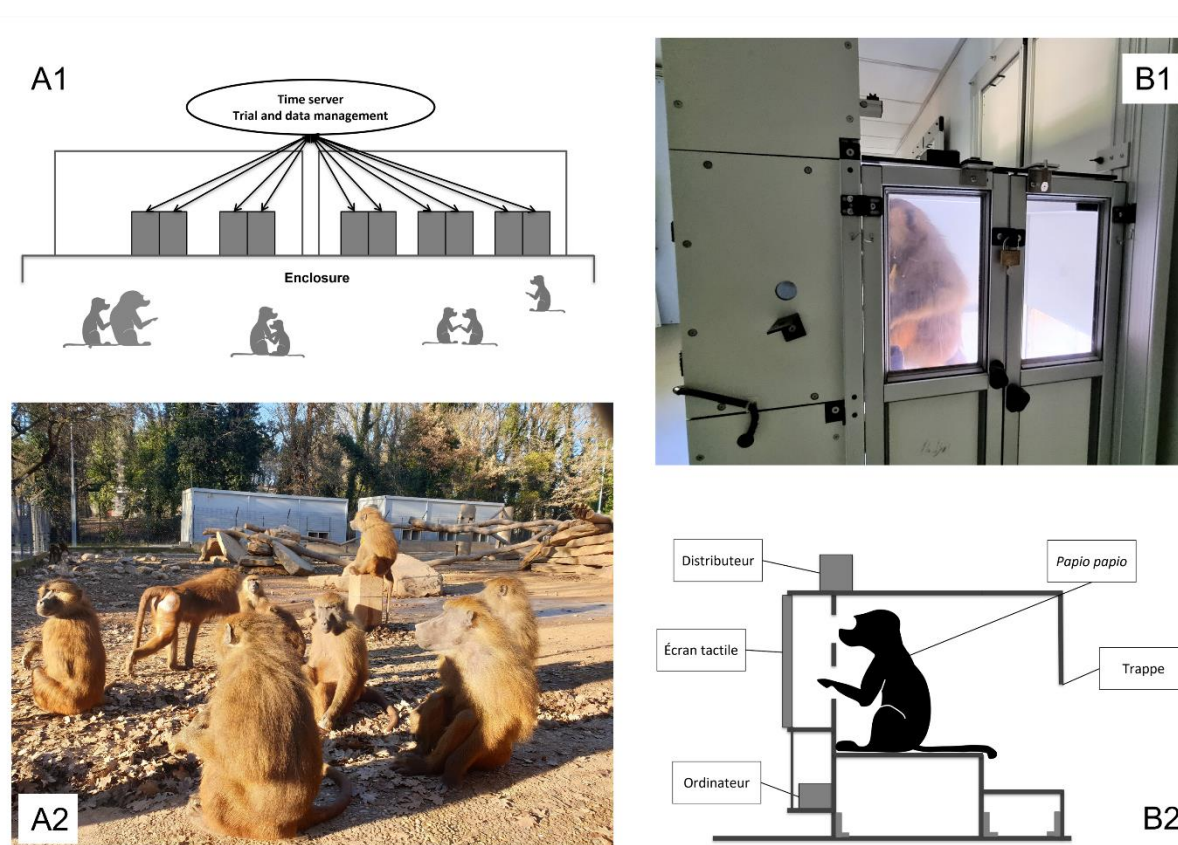 A1
Time server
Trial and data management
Enclosure
A2
B1
Distributeur
Papio papio
Écran tactile
Trappe
Ordinateur
B2